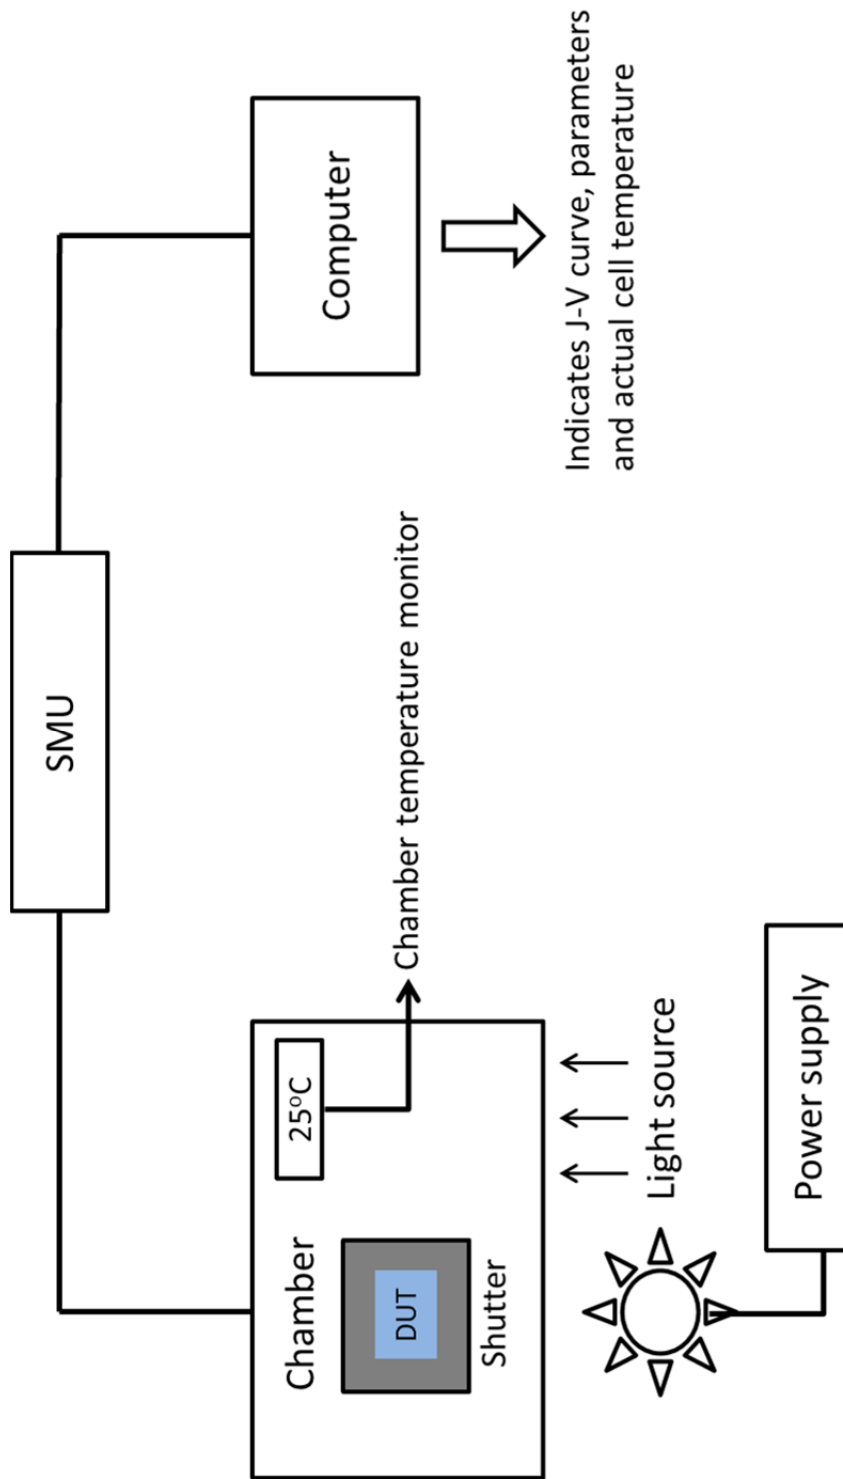 SMU
Chamber
25°C
DUT
Shutter
Chamber temperature monitor
Computer
Indicates J-V curve, parameters
and actual cell temperature
Light source
Power supply